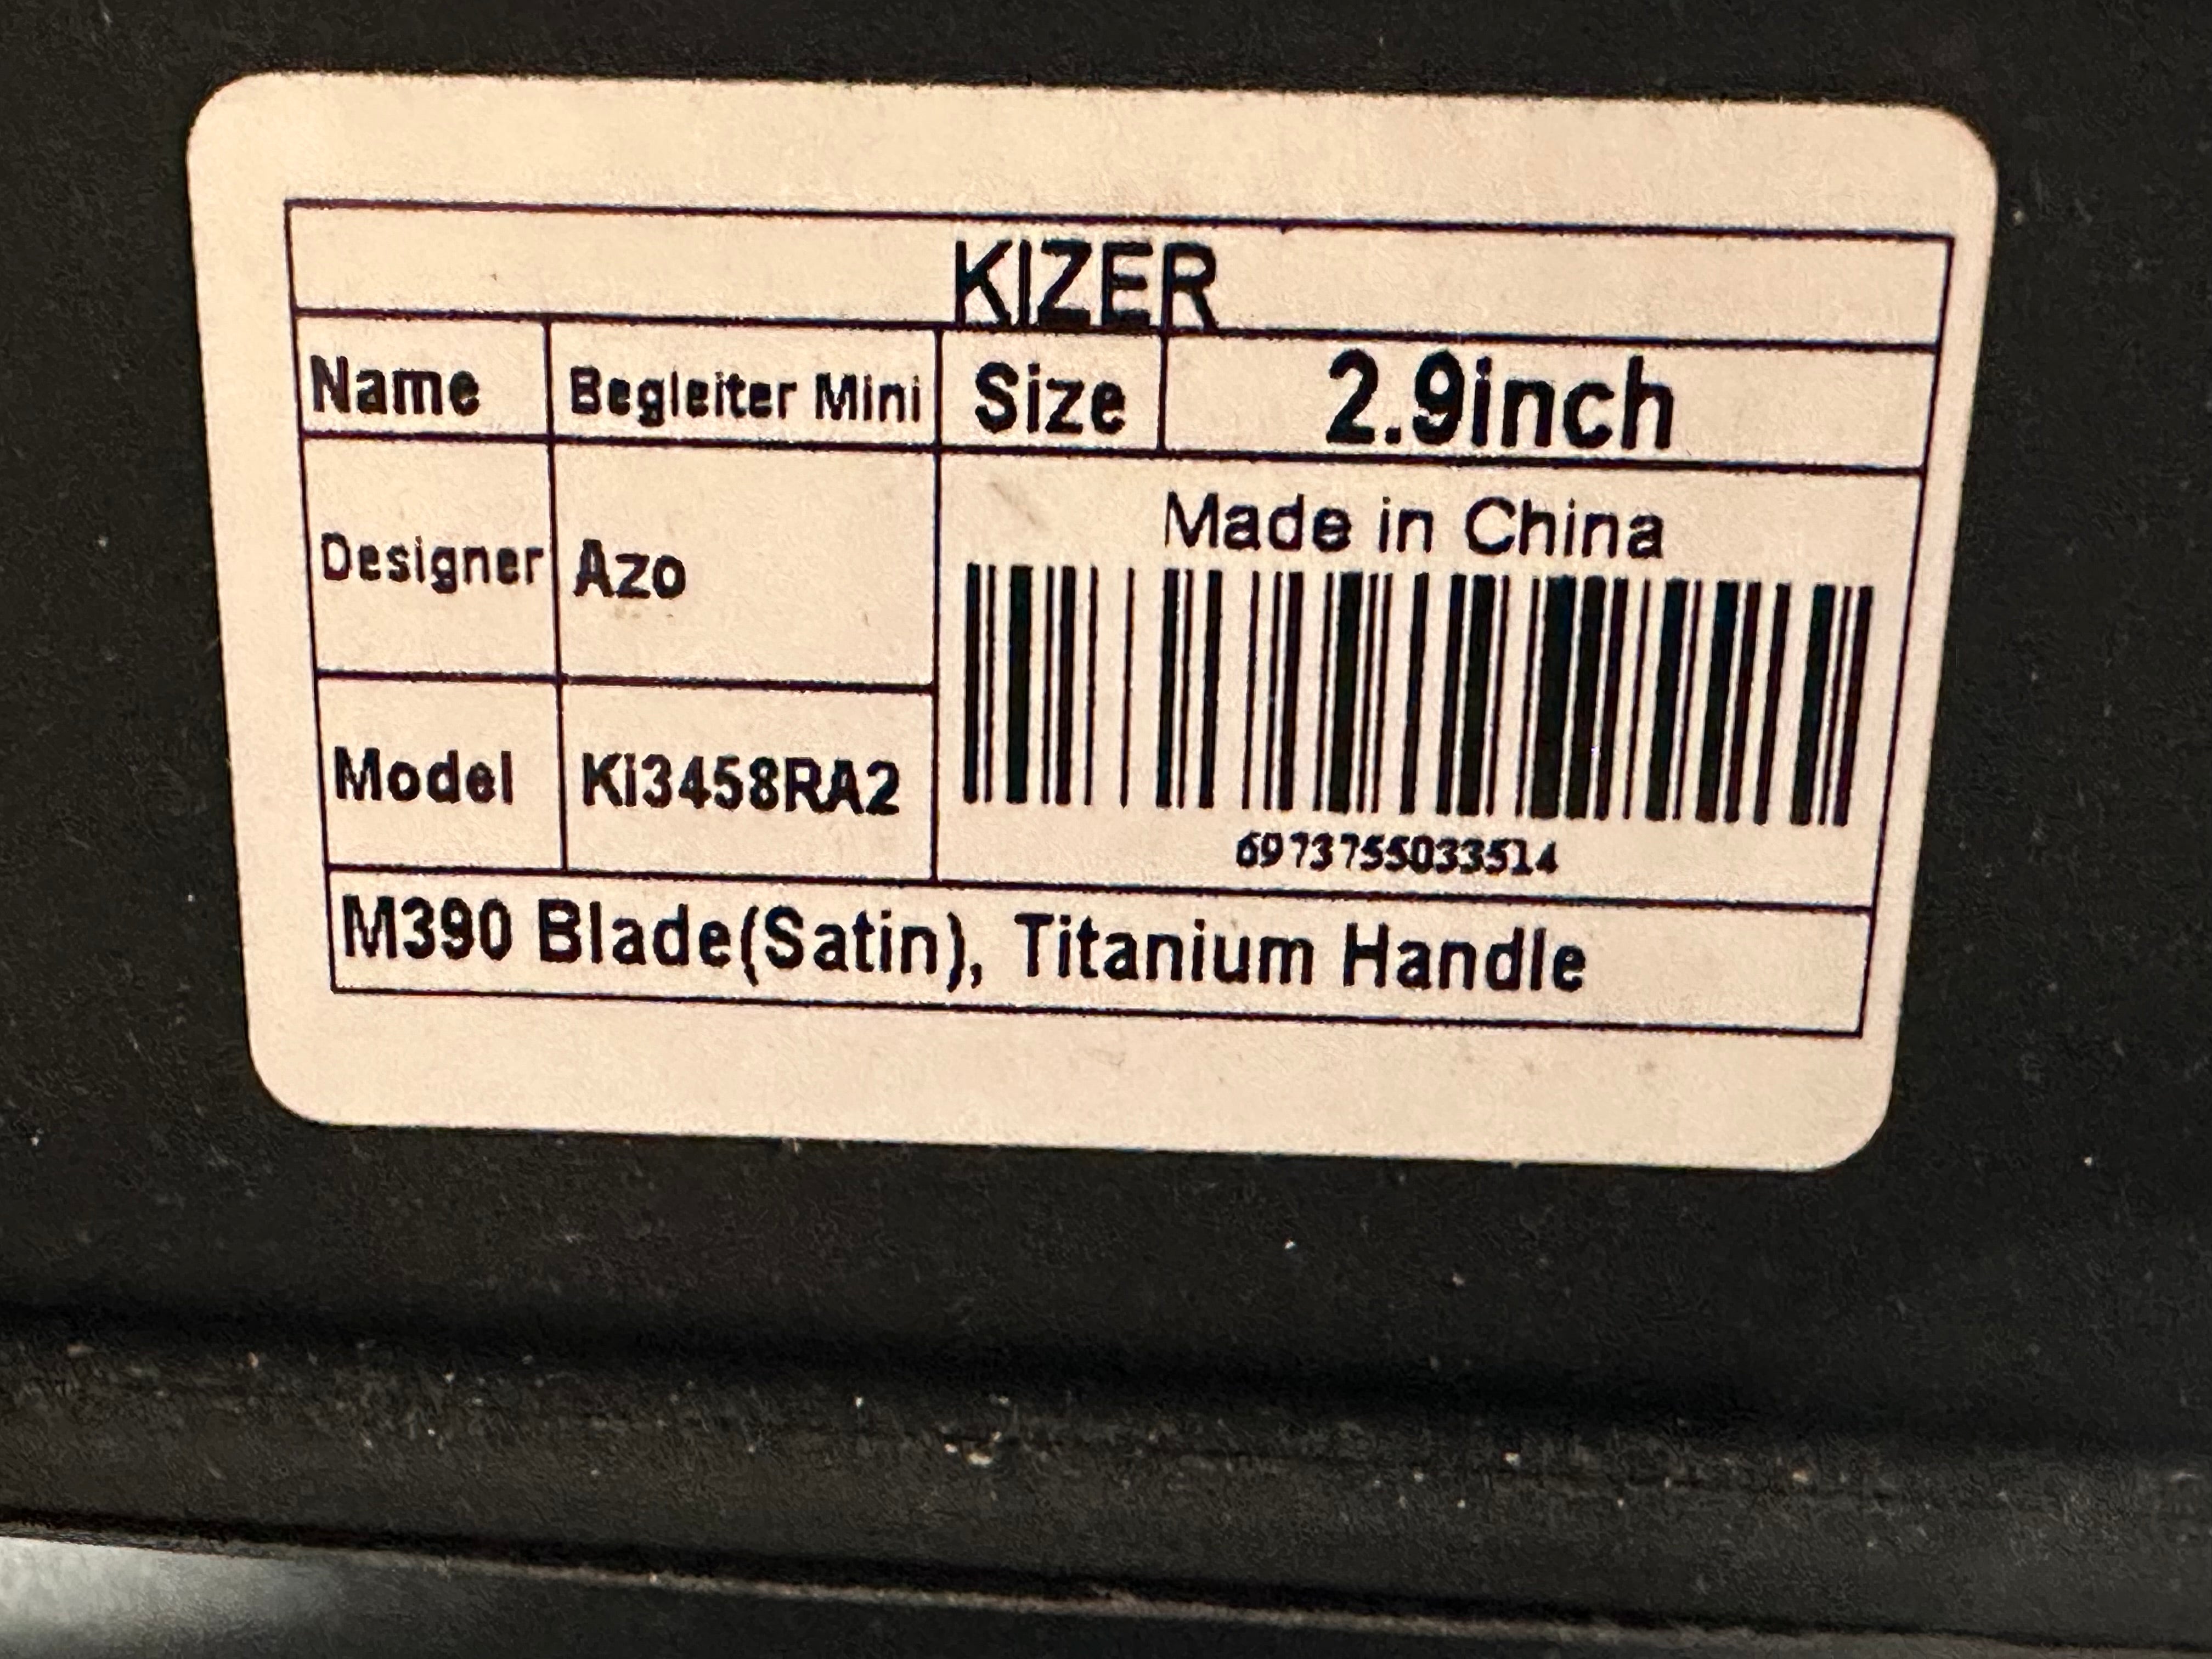 KIZER
Name Begleiter Mini Size 2.9inch
Made in China
Designer Azo
Model Ki3458RA2
6973755033514
M390 Blade(Satin), Titanium Handle